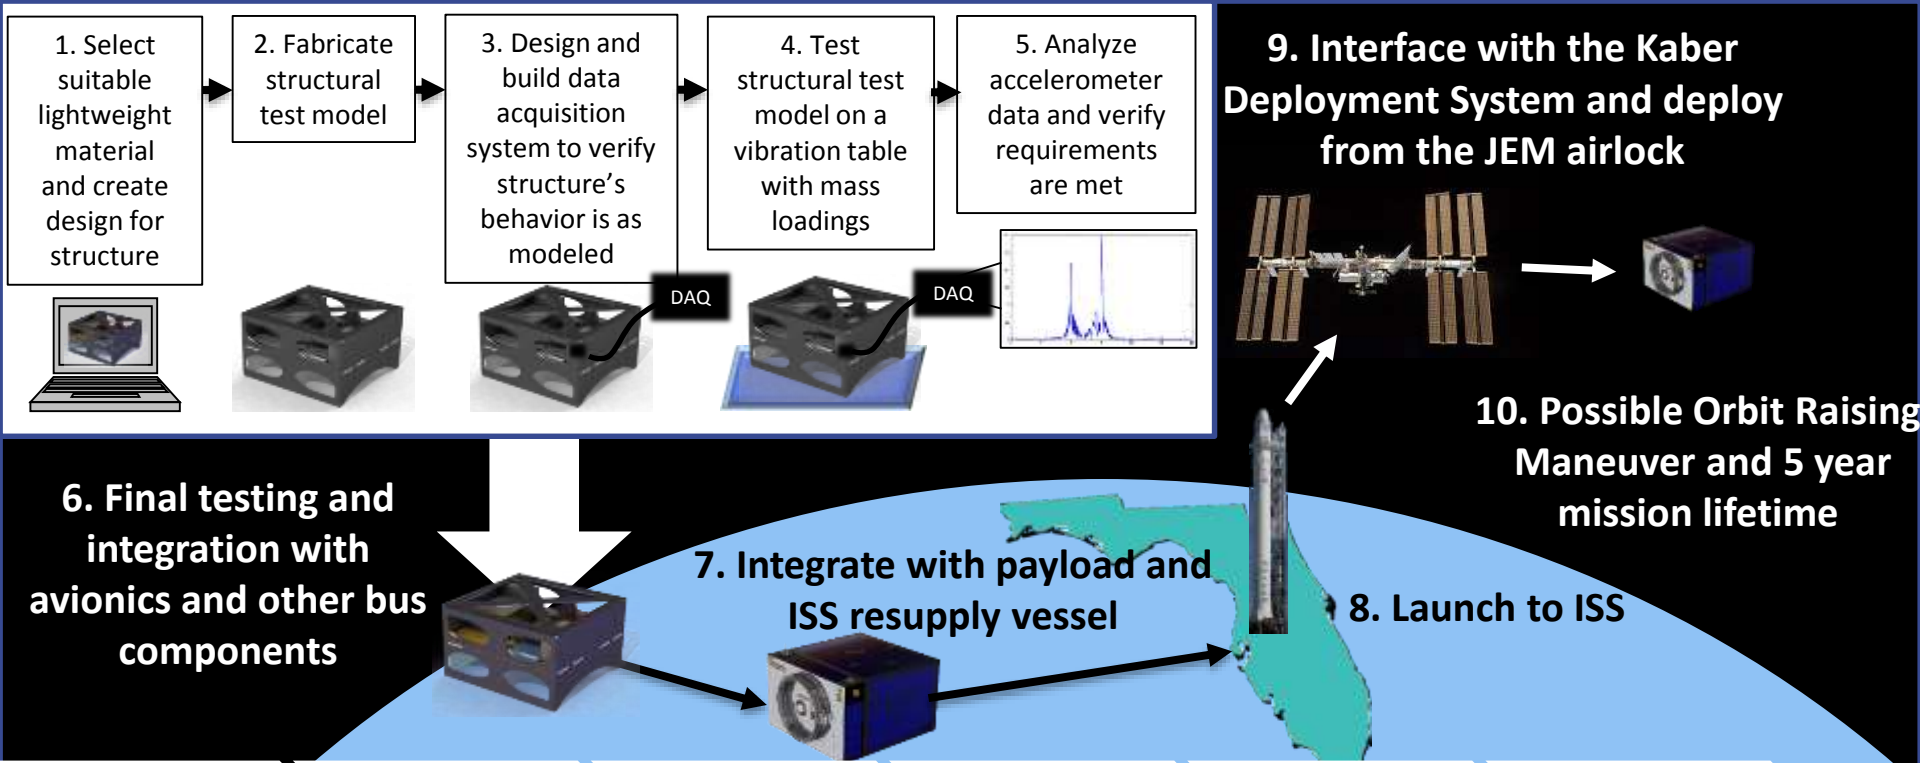 1. Select
suitable
lightweight
material
and create
design for
structure
2. Fabricate
structural
test model
3. Design and
build data
acquisition
system to verify
structure's
behavior is as
modeled
4. Test
structural test
model on a
vibration table
with mass
loadings
5. Analyze
accelerometer
data and verify
requirements
are met
DAQ
DAQ
6. Final testing and
integration with
avionics and other bus
components
7. Integrate with payload and
ISS resupply vessel
8. Launch to ISS
9. Interface with the Kaber
Deployment System and deploy
from the JEM airlock
10. Possible Orbit Raising
Maneuver and 5 year
mission lifetime